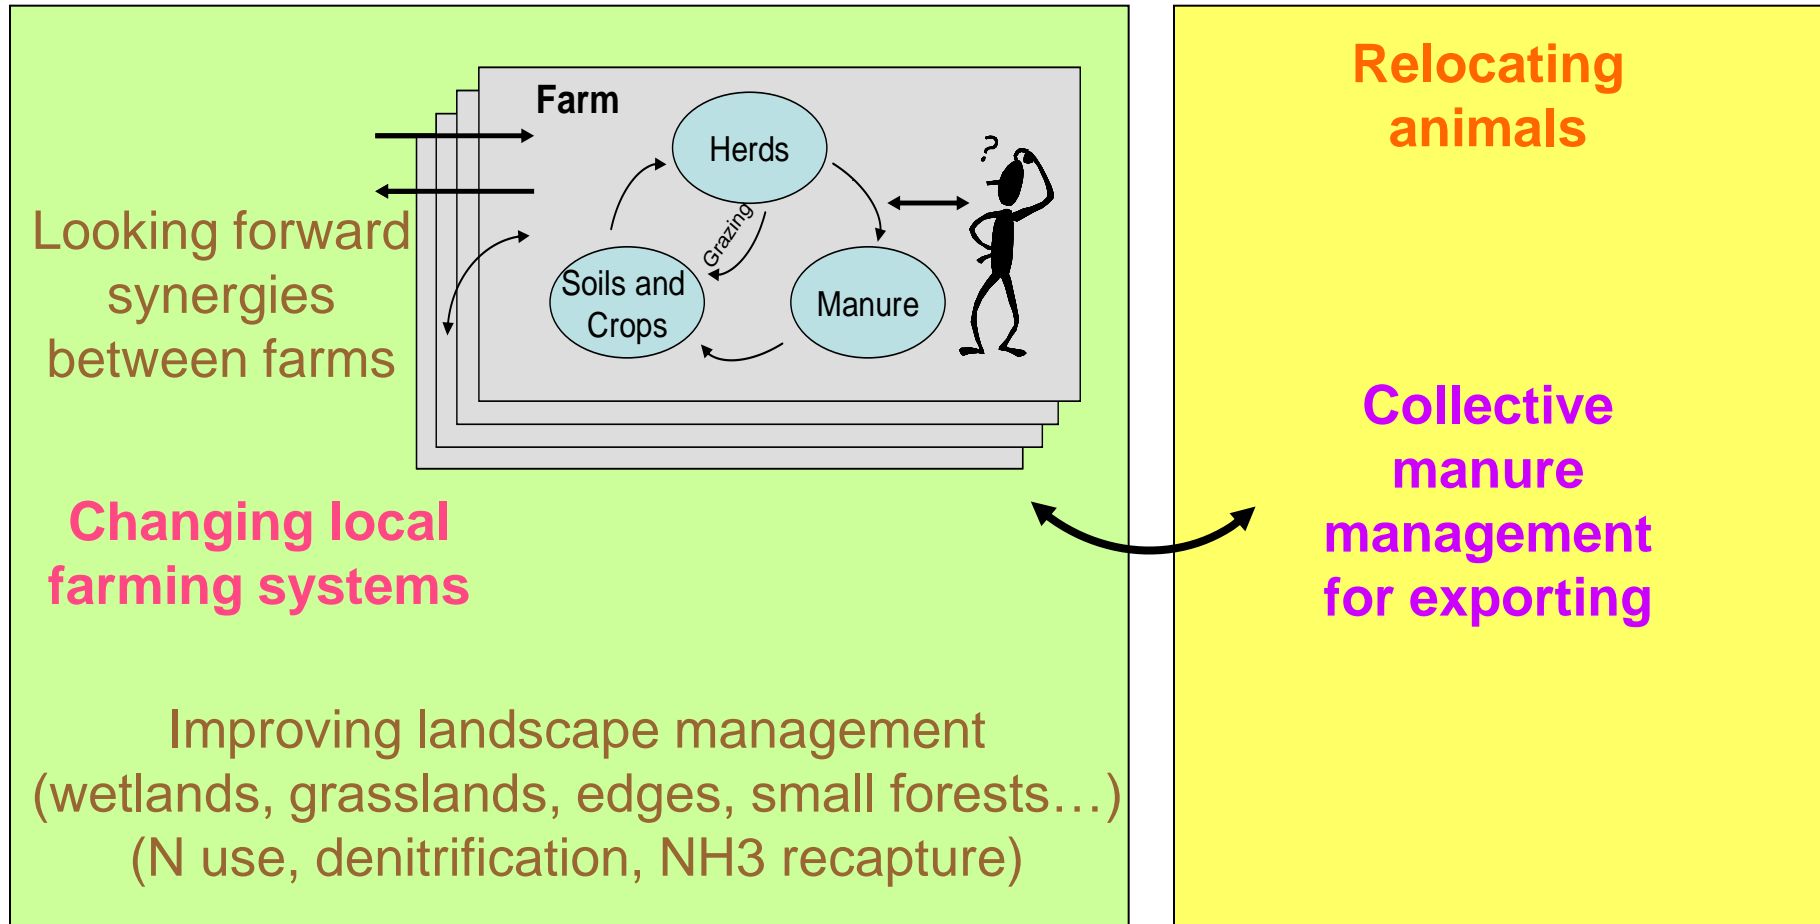 Farm
Herds
?
Grazing
Soils and
Crops
Manure
Looking forward
synergies
between farms
Changing local
farming systems
Improving landscape management
(wetlands, grasslands, edges, small forests…)
(N use, denitrification, NH3 recapture)
Relocating
animals
Collective
manure
management
for exporting